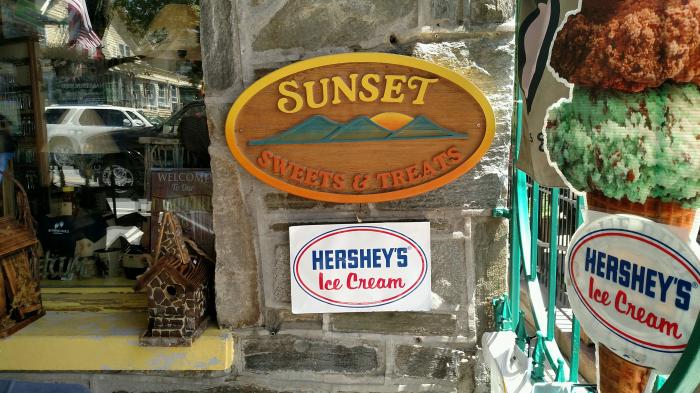 SUNSET
SWEETS & TREATS
HERSHEY'S®
Ice Cream
WELCOME
To Our
HERSHEY'S®
Ice Cream